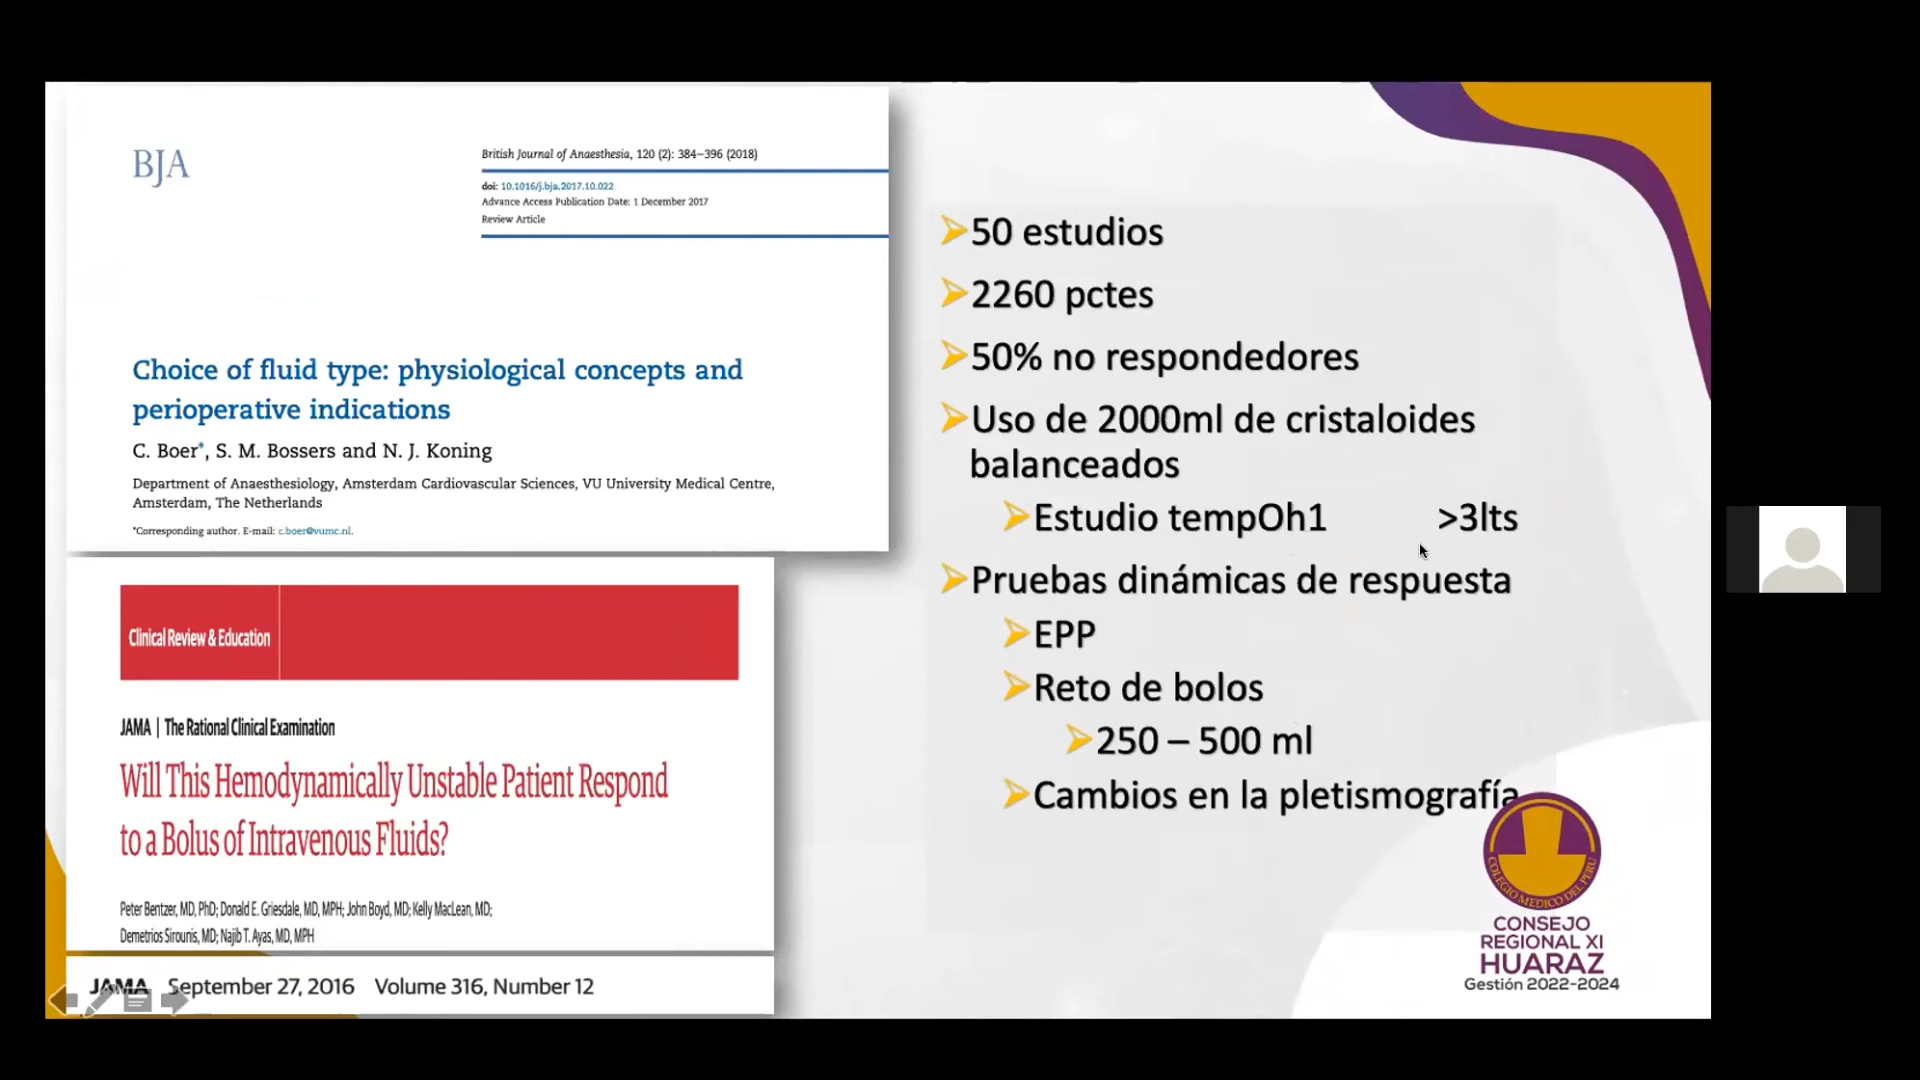 BJA
British Journal of Anaesthesia, 120 (2): 384–396 (2018)
doi: 10.1016/j.bja.2017.10.022
Advance Access Publication Date: 1 December 2017
Review Article
Choice of fluid type: physiological concepts and
perioperative indications
C. Boer*, S. M. Bossers and N. J. Koning
Department of Anaesthesiology, Amsterdam Cardiovascular Sciences, VU University Medical Centre,
Amsterdam, The Netherlands
*Corresponding author. E-mail: c.boer@vumc.nl.
Clinical Review & Education
JAMA | The Rational Clinical Examination
Will This Hemodynamically Unstable Patient Respond
to a Bolus of Intravenous Fluids?
Peter Bentzer, MD, PhD; Donald E. Griesdale, MD, MPH; John Boyd, MD; Kelly MacLean, MD;
Demetrios Sirounis, MD; Najib T. Ayas, MD, MPH
JAMA September 27, 2016 Volume 316, Number 12
50 estudios
2260 pctes
50% no respondedores
Uso de 2000ml de cristaloides
balanceados
Estudio tempOh1 >3lts
Pruebas dinámicas de respuesta
EPP
Reto de bolos
250 – 500 ml
Cambios en la pletismografía
COLEGIO MEDICO DEL PERU
CONSEJO
REGIONAL XI
HUARAZ
Gestión 2022-2024